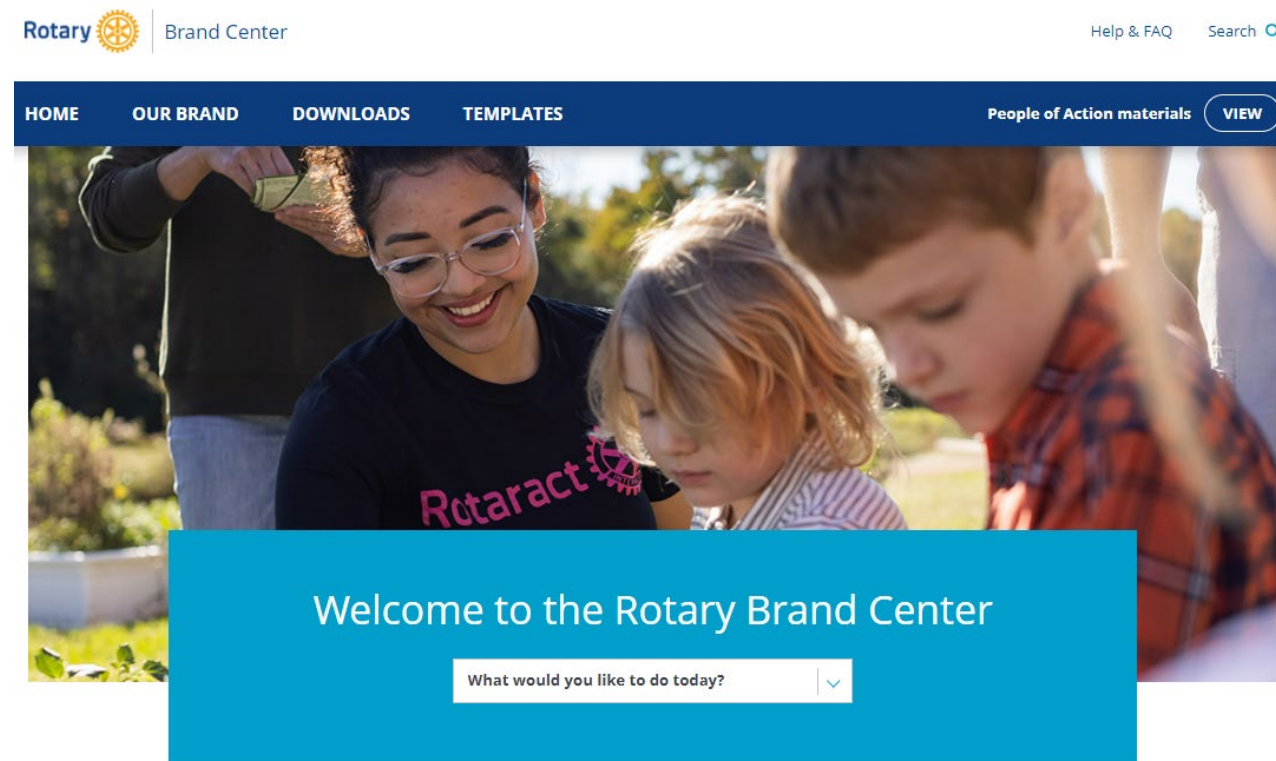 Rotary
Brand Center
Help & FAQ
Search
HOME
OUR BRAND
DOWNLOADS
TEMPLATES
People of Action materials
VIEW
Rotaract
Welcome to the Rotary Brand Center
What would you like to do today?